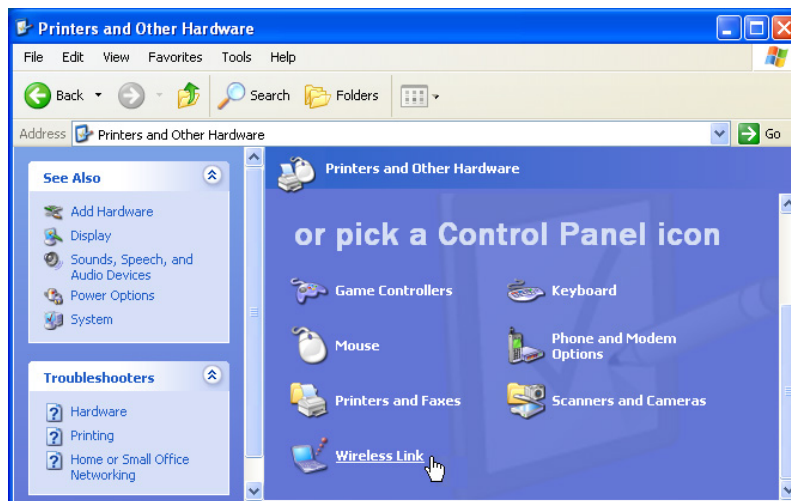 Printers and Other Hardware
File Edit View Favorites Tools Help
Back Search Folders
Address Printers and Other Hardware Go
See Also
Add Hardware
Display
Sounds, Speech, and
Audio Devices
Power Options
System
Troubleshooters
Hardware
Printing
Home or Small Office
Networking
Printers and Other Hardware
or pick a Control Panel icon
Game Controllers
Keyboard
Mouse
Phone and Modem
Options
Printers and Faxes
Scanners and Cameras
Wireless Link